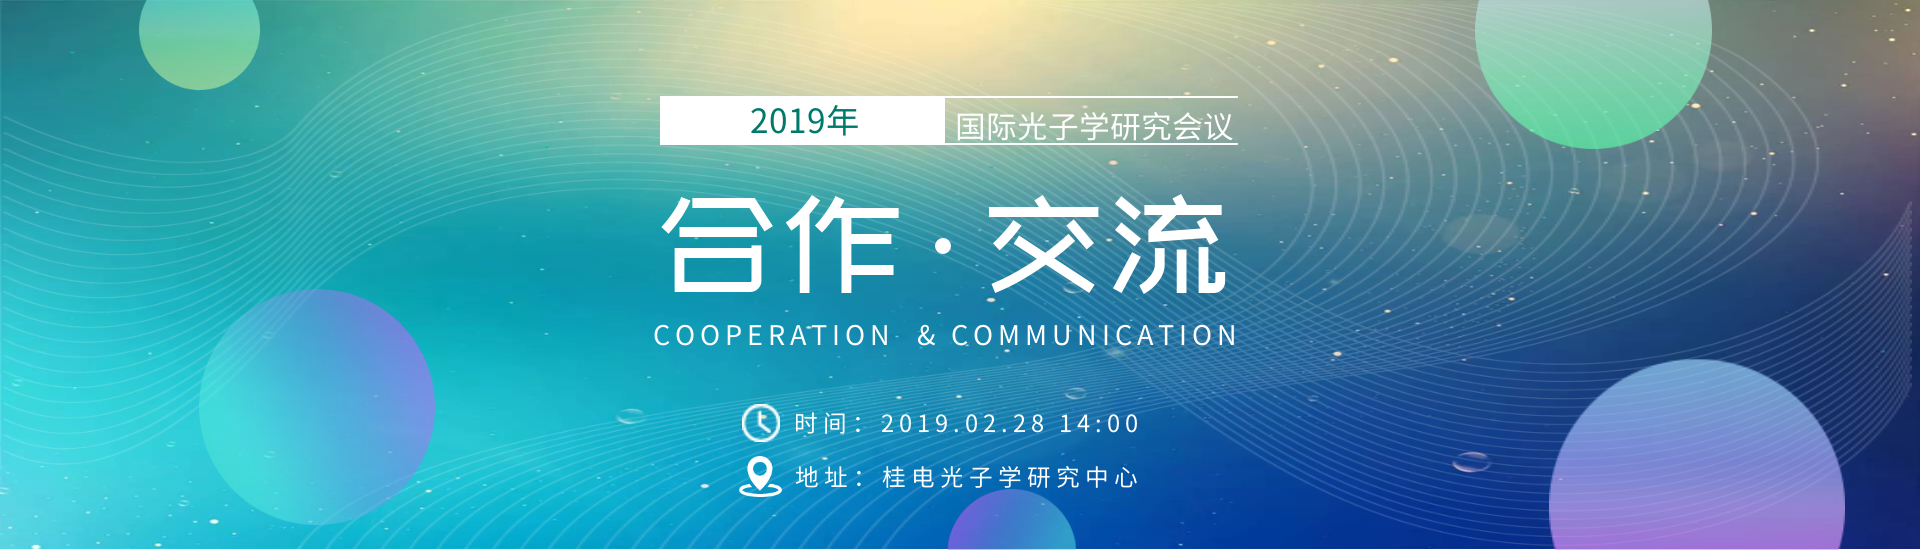 2019年 国际光子学研究会议
合作·交流
COOPERATION & COMMUNICATION
时间：2019.02.28 14:00
地址：桂电光子学研究中心